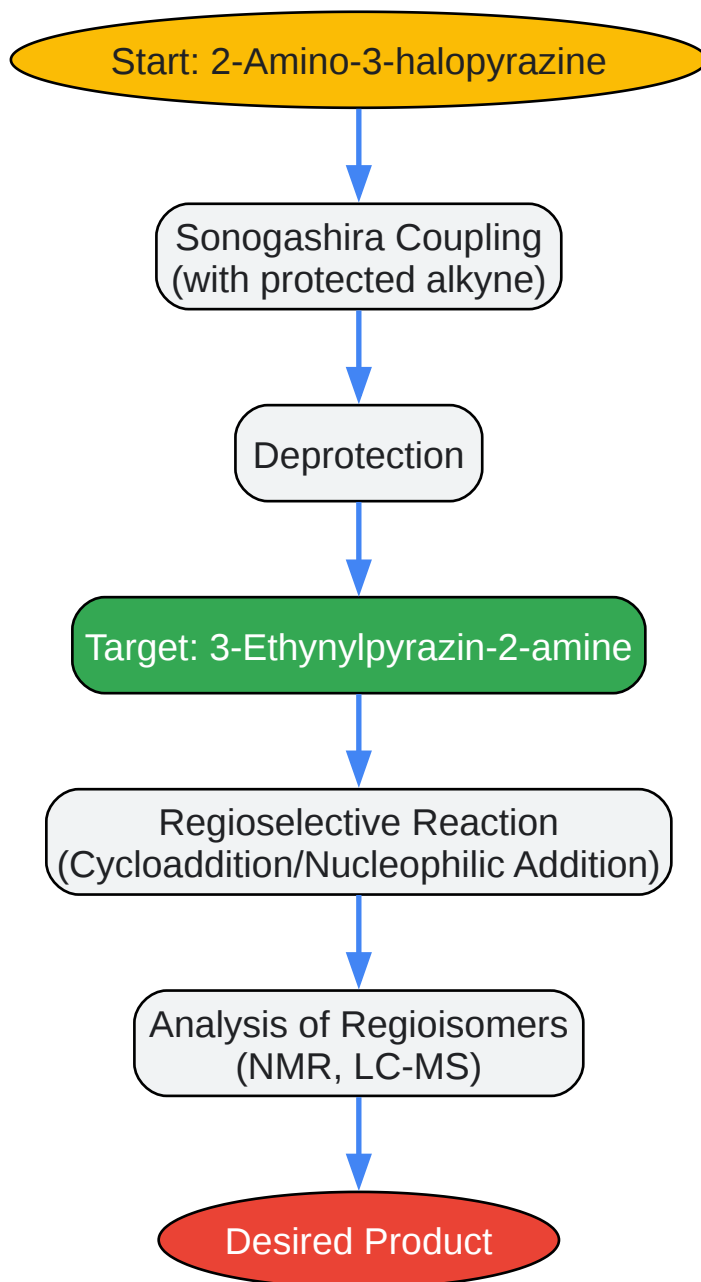 Start: 2-Amino-3-halopyrazine
Sonogashira Coupling
(with protected alkyne)
Deprotection
Target: 3-Ethynylpyrazin-2-amine
Regioselective Reaction
(Cycloaddition/Nucleophilic Addition)
Analysis of Regioisomers
(NMR, LC-MS)
Desired Product